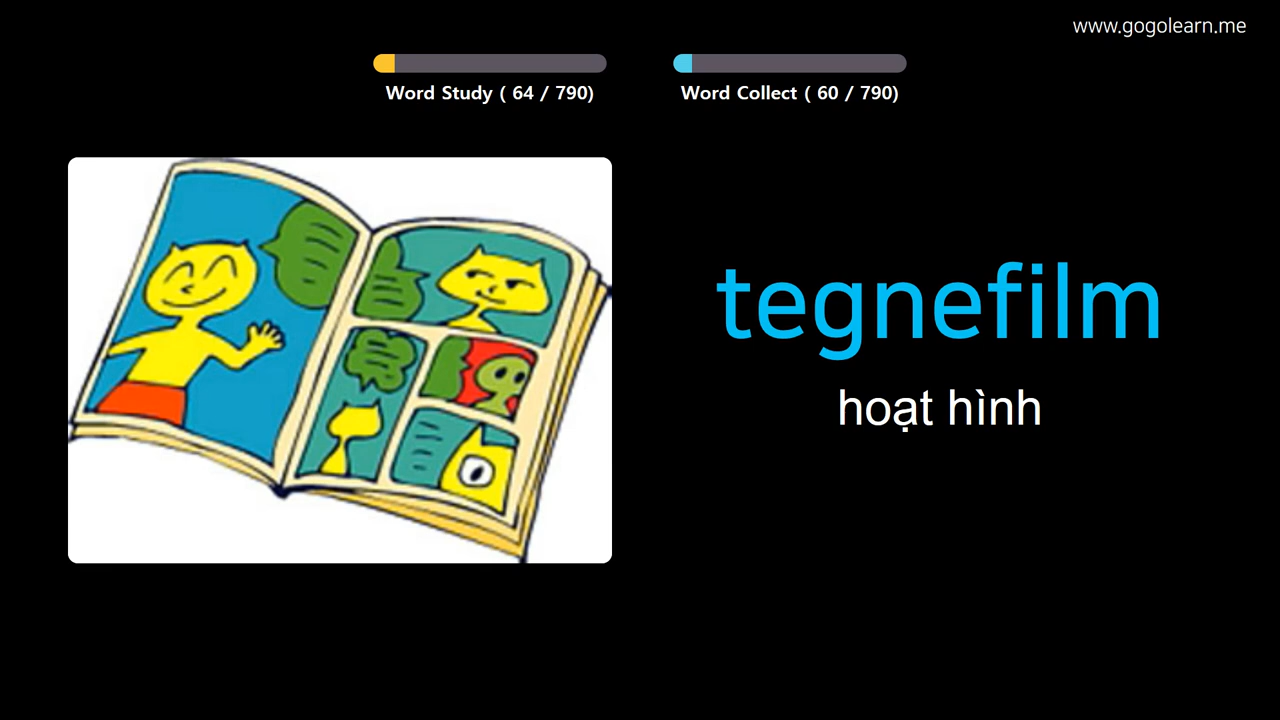 www.gogolearn.me
Word Study ( 64 / 790)
Word Collect ( 60 / 790)
tegnefilm
hoạt hình